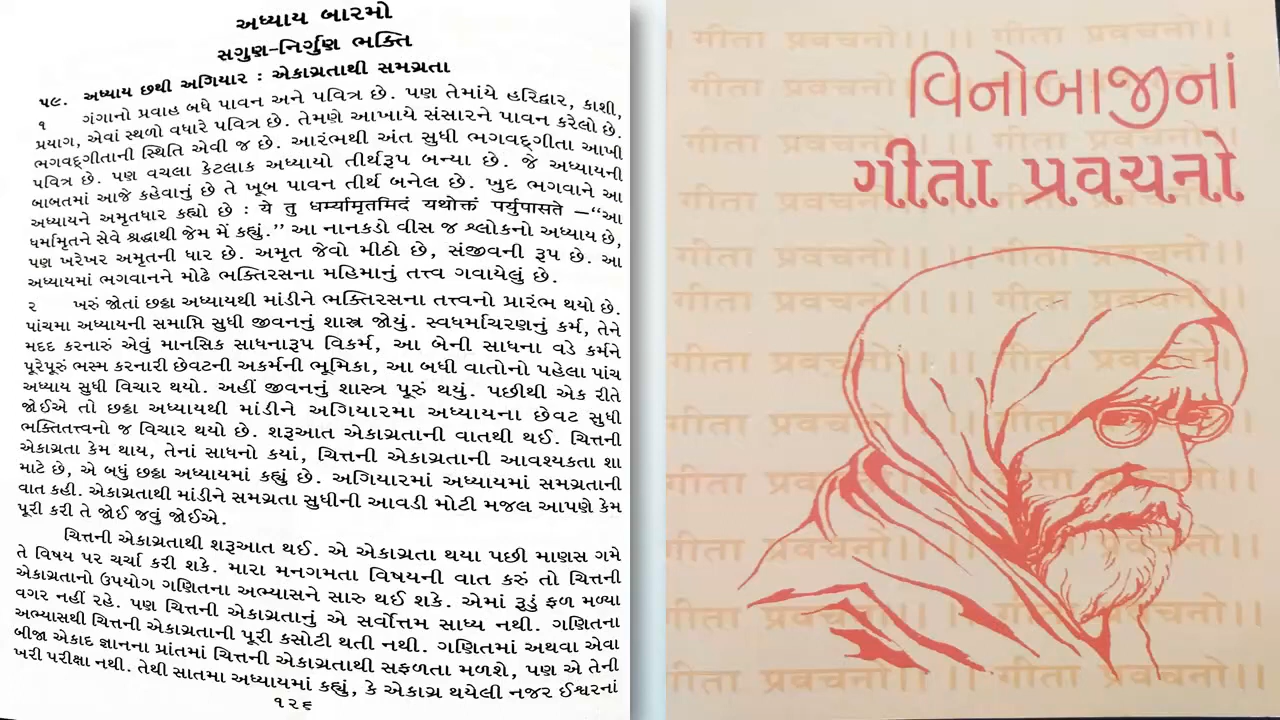 અધ્યાય બારમો
સગુણ-નિર્ગુણ ભક્તિ
૫૯. અધ્યાય છથી અગિયાર : એકાગ્રતાથી સમગ્રતા
૧ ગંગાનો પ્રવાહ બધે પાવન અને પવિત્ર છે. પણ તેમાંયે હરિદ્વાર, કાશી,
પ્રયાગ, એવાં સ્થળો વધારે પવિત્ર છે. તેમણે આખાયે સંસારને પાવન કરેલો છે.
ભગવદ્ગીતાની સ્થિતિ એવી જ છે. આરંભથી અંત સુધી ભગવદ્ગીતા આખી
પવિત્ર છે. પણ વચલા કેટલાક અધ્યાયો તીર્થરૂપ બન્યા છે. જે અધ્યાયની
બાબતમાં આજે કહેવાનું છે તે ખૂબ પાવન તીર્થ બનેલ છે. ખુદ ભગવાને આ
અધ્યાયને અમૃતધાર કહ્યો છે : ये तु धर्म्यामृतमिदं यथोक्तं पर्युपासते –“આ
ધર્મામૃતને સેવે શ્રદ્ધાથી જેમ મેં કહ્યું.” આ નાનકડો વીસ જ શ્લોકનો અધ્યાય છે,
પણ ખરેખર અમૃતની ધાર છે. અમૃત જેવો મીઠો છે, સંજીવની રૂપ છે. આ
અધ્યાયમાં ભગવાનને મોઢે ભક્તિરસના મહિમાનું તત્ત્વ ગવાયેલું છે.
૨ ખરું જોતાં છઠ્ઠા અધ્યાયથી માંડીને ભક્તિરસના તત્ત્વનો પ્રારંભ થયો છે.
પાંચમા અધ્યાયની સમાપ્તિ સુધી જીવનનું શાસ્ત્ર જોયું. સ્વધર્માચરણનું કર્મ, તેને
મદદ કરનારું એવું માનસિક સાધનારૂપ વિકર્મ, આ બેની સાધના વડે કર્મને
પૂરેપૂરું ભસ્મ કરનારી છેવટની અકર્મની ભૂમિકા, આ બધી વાતોનો પહેલા પાંચ
અધ્યાય સુધી વિચાર થયો. અહીં જીવનનું શાસ્ત્ર પૂરું થયું. પછીથી એક રીતે
જોઈએ તો છઠ્ઠા અધ્યાયથી માંડીને અગિયારમા અધ્યાયના છેવટ સુધી
ભક્તિતત્ત્વનો જ વિચાર થયો છે. શરૂઆત એકાગ્રતાની વાતથી થઈ. ચિત્તની
એકાગ્રતા કેમ થાય, તેનાં સાધનો કયાં, ચિત્તની એકાગ્રતાની આવશ્યકતા શા
માટે છે, એ બધું છઠ્ઠા અધ્યાયમાં કહ્યું છે. અગિયારમાં અધ્યાયમાં સમગ્રતાની
વાત કહી. એકાગ્રતાથી માંડીને સમગ્રતા સુધીની આવડી મોટી મજલ આપણે કેમ
પૂરી કરી તે જોઈ જવું જોઈએ.
ચિત્તની એકાગ્રતાથી શરૂઆત થઈ. એ એકાગ્રતા થયા પછી માણસ ગમે
તે વિષય પર ચર્ચા કરી શકે. મારા મનગમતા વિષયની વાત કરું તો ચિત્તની
એકાગ્રતાનો ઉપયોગ ગણિતના અભ્યાસને સારુ થઈ શકે. એમાં રૂડું ફળ મળ્યા
વગર નહીં રહે. પણ ચિત્તની એકાગ્રતાનું એ સર્વોત્તમ સાધ્ય નથી. ગણિતના
અભ્યાસથી ચિત્તની એકાગ્રતાની પૂરી કસોટી થતી નથી. ગણિતમાં અથવા એવા
બીજા એકાદ જ્ઞાનના પ્રાંતમાં ચિત્તની એકાગ્રતાથી સફળતા મળશે, પણ એ તેની
ખરી પરીક્ષા નથી. તેથી સાતમા અધ્યાયમાં કહ્યું, કે એકાગ્ર થયેલી નજર ઈશ્વરનાં
૧૨૬
વિનોબાજીનાં
ગીતા પ્રવચનો
ગીતા પ્રવચનો।। ।। ગીતા પ્રવચનો।।